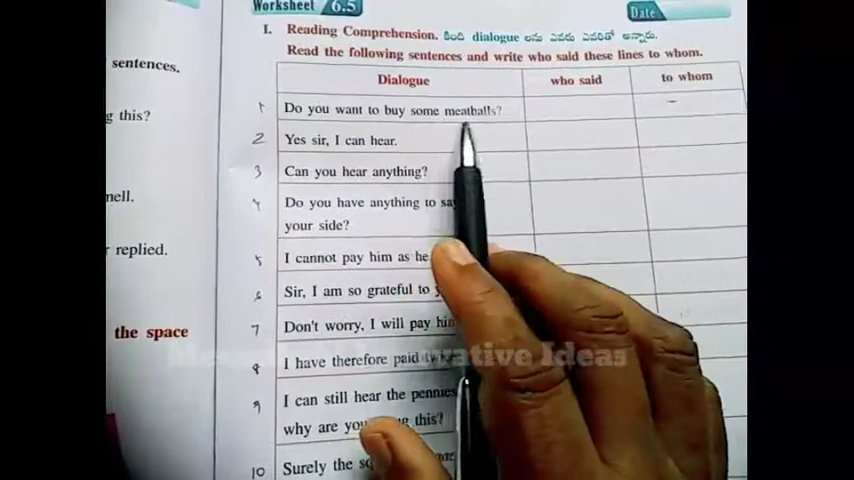 Worksheet 6.5
Date
I. Reading Comprehension. కింది dialogue లను ఎవరు ఎవరితో అన్నారు.
Read the following sentences and write who said these lines to whom.
Dialogue who said to whom
1 Do you want to buy some meatballs?
2 Yes sir, I can hear.
3 Can you hear anything?
4 Do you have anything to say
your side?
5 I cannot pay him as he
6 Sir, I am so grateful to
7 Don't worry, I will pay him
8 I have therefore paid
9 I can still hear the pennies
why are you this?
10 Surely the
sentences.
g this?
nell.
r replied.
the space
Ideas